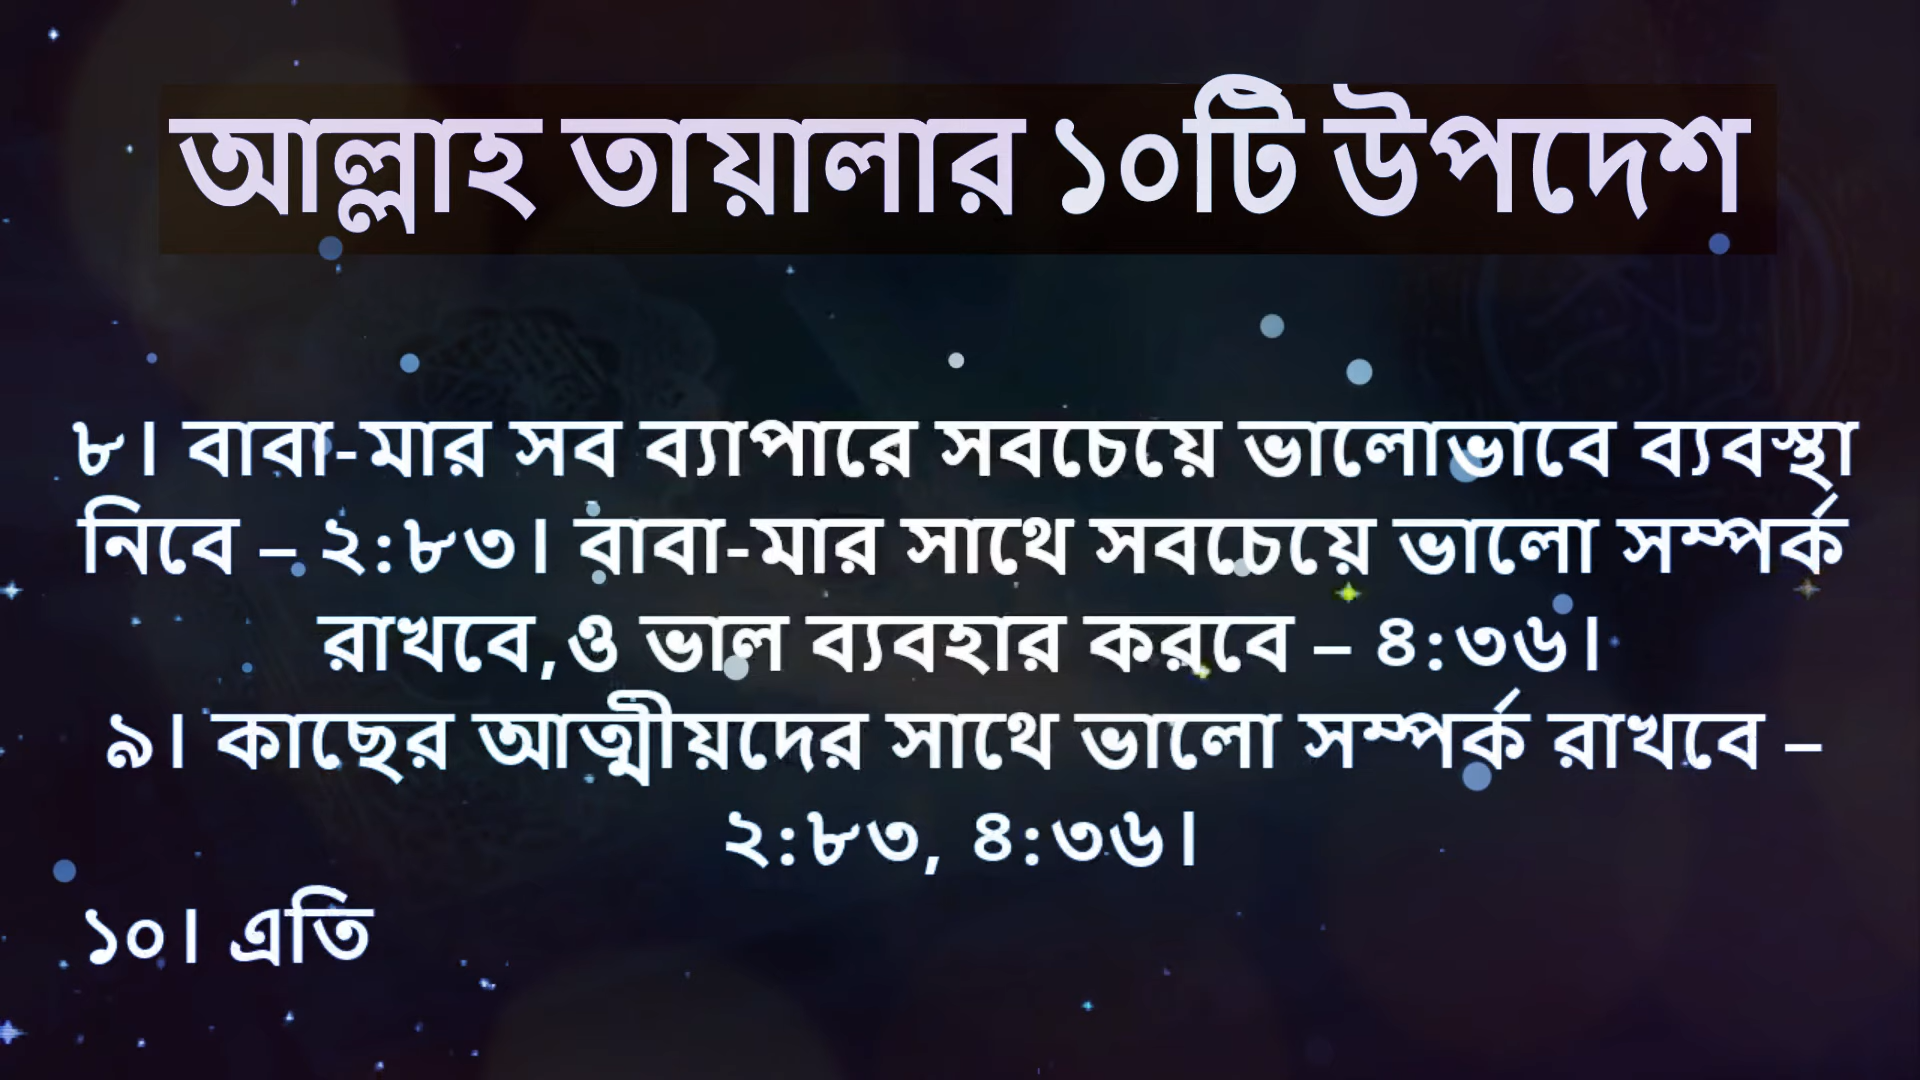 আল্লাহ তায়ালার ১০টি উপদেশ
৮। বাবা-মার সব ব্যাপারে সবচেয়ে ভালোভাবে ব্যবস্থা
নিবে – ২:৮৩। বাবা-মার সাথে সবচেয়ে ভালো সম্পর্ক
রাখবে,ও ভাল ব্যবহার করবে – ৪:৩৬।
৯। কাছের আত্মীয়দের সাথে ভালো সম্পর্ক রাখবে –
২:৮৩, ৪:৩৬।
১০। এতি